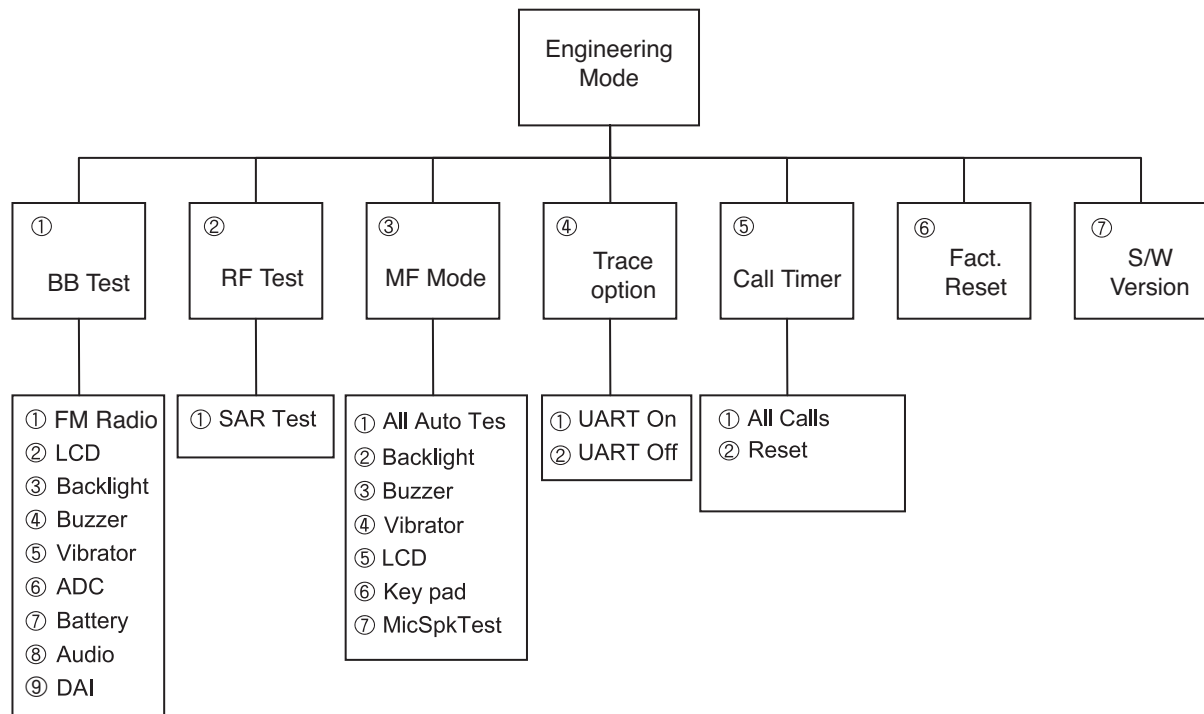 Engineering
Mode
①
BB Test
②
RF Test
③
MF Mode
④
Trace
option
⑤
Call Timer
⑥
Fact.
Reset
⑦
S/W
Version
① FM Radio
② LCD
③ Backlight
④ Buzzer
⑤ Vibrator
⑥ ADC
⑦ Battery
⑧ Audio
⑨ DAI
① SAR Test
① All Auto Tes
② Backlight
③ Buzzer
④ Vibrator
⑤ LCD
⑥ Key pad
⑦ MicSpkTest
① UART On
② UART Off
① All Calls
② Reset